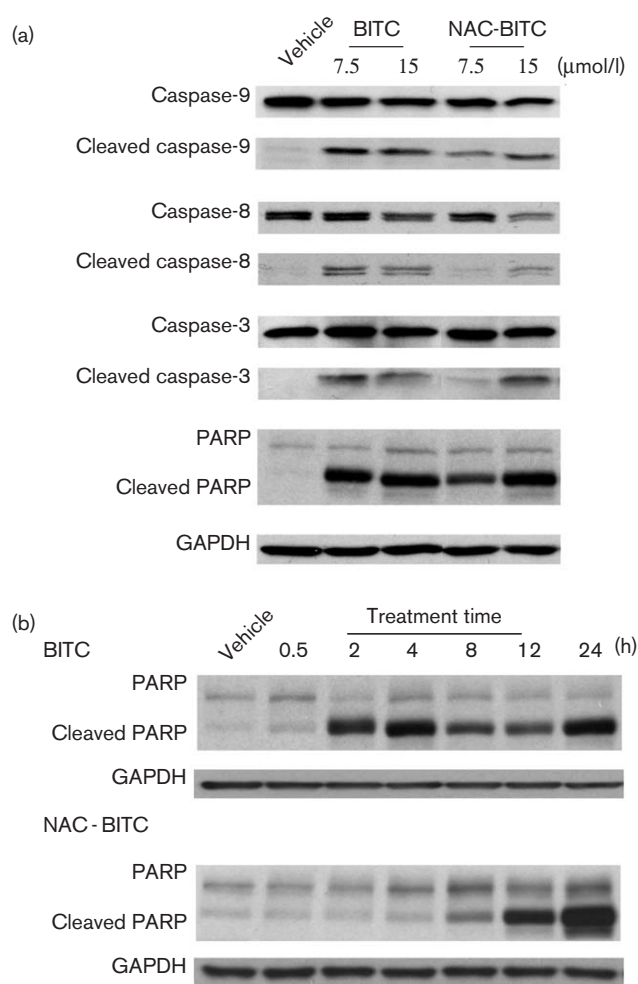 (a)
Vehicle BITC NAC-BITC
7.5 15 7.5 15 (μmol/l)
Caspase-9
Cleaved caspase-9
Caspase-8
Cleaved caspase-8
Caspase-3
Cleaved caspase-3
PARP
Cleaved PARP
GAPDH
(b)
Vehicle Treatment time
BITC 0.5 2 4 8 12 24 (h)
PARP
Cleaved PARP
GAPDH
NAC - BITC
PARP
Cleaved PARP
GAPDH